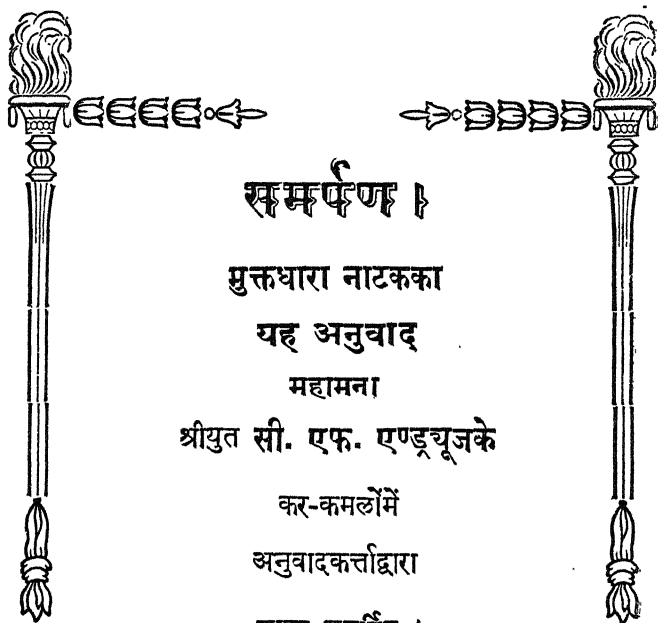 समर्पण।
मुक्तधारा नाटकका
यह अनुवाद्
महामना
श्रीयुत सी. एफ. एण्ड्र्यूजके
कर-कमलोंमें
अनुवादकर्त्ताद्वारा